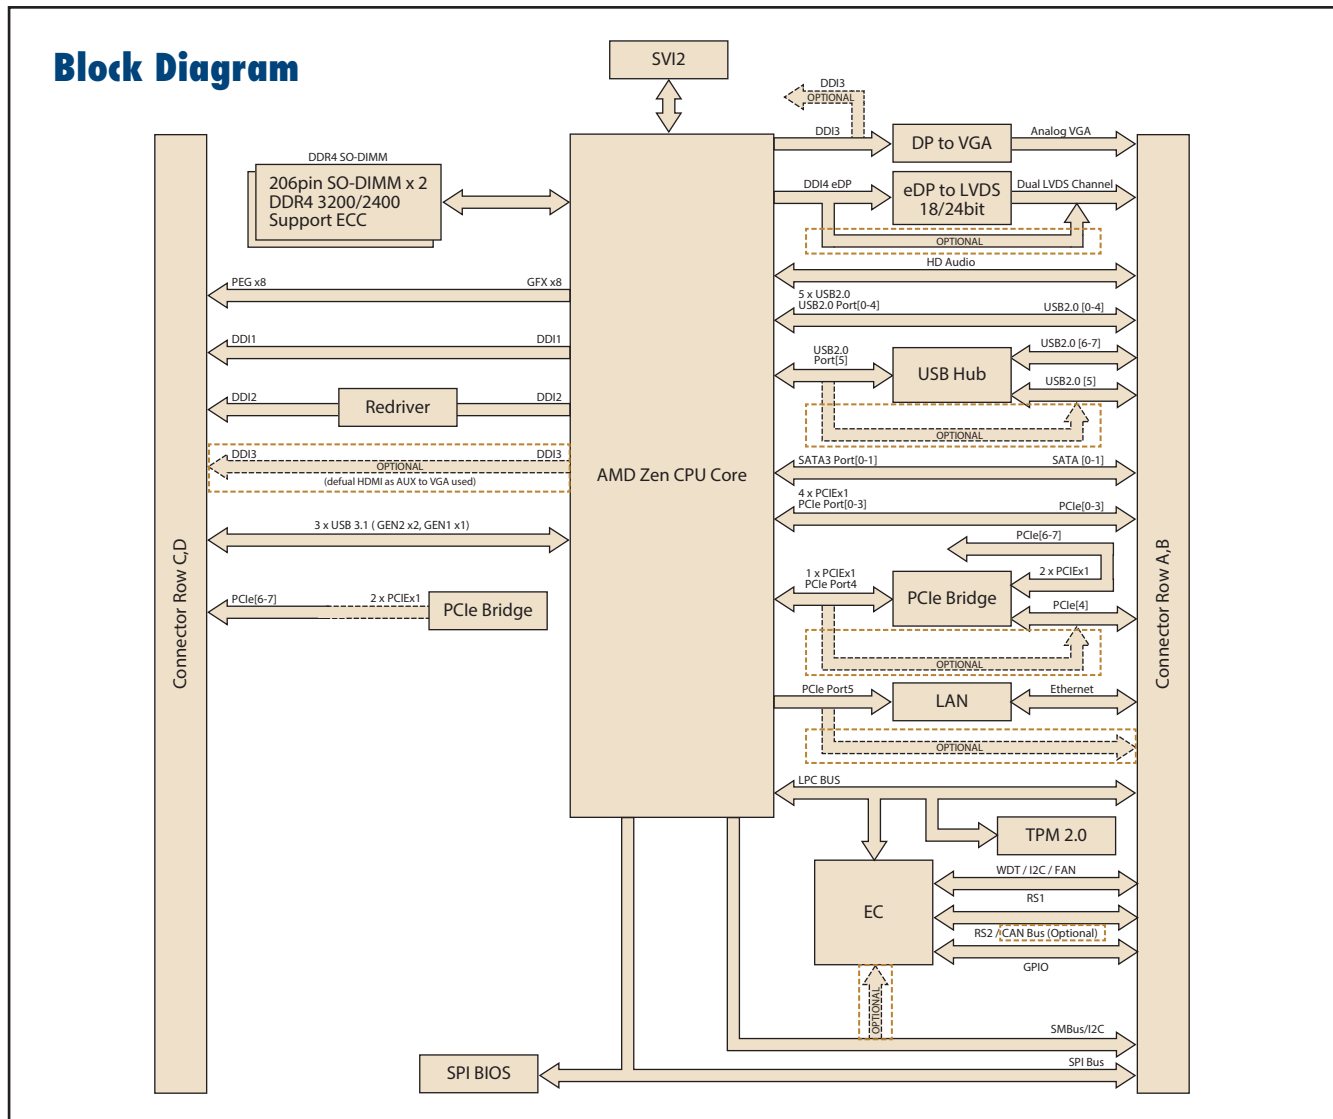 Block Diagram
SVI2
DDI3
OPTIONAL
DDI3
DP to VGA
Analog VGA
DDR4 SO-DIMM
206pin SO-DIMM x 2
DDR4 3200/2400
Support ECC
DDI4 eDP
eDP to LVDS
18/24bit
Dual LVDS Channel
OPTIONAL
HD Audio
PEG x8
GFX x8
5 x USB2.0
USB2.0 Port[0-4]
USB2.0 [0-4]
DDI1
DDI1
USB2.0
Port[5]
USB Hub
USB2.0 [6-7]
USB2.0 [5]
DDI2
Redriver
DDI2
OPTIONAL
DDI3
DDI3
OPTIONAL
(defual HDMI as AUX to VGA used)
AMD Zen CPU Core
SATA3 Port[0-1]
SATA [0-1]
4 x PCIEx1
PCIe Port[0-3]
PCIe[0-3]
3 x USB 3.1 ( GEN2 x2, GEN1 x1)
PCIe[6-7]
2 x PCIEx1
1 x PCIEx1
PCIe Port4
PCIe Bridge
PCIe[4]
PCIe[6-7]
2 x PCIEx1
PCIe Bridge
OPTIONAL
Connector Row C,D
Connector Row A,B
PCIe Port5
LAN
Ethernet
OPTIONAL
LPC BUS
TPM 2.0
EC
WDT / I2C / FAN
RS1
RS2 / CAN Bus (Optional)
GPIO
OPTIONAL
SMBus/I2C
SPI BIOS
SPI Bus